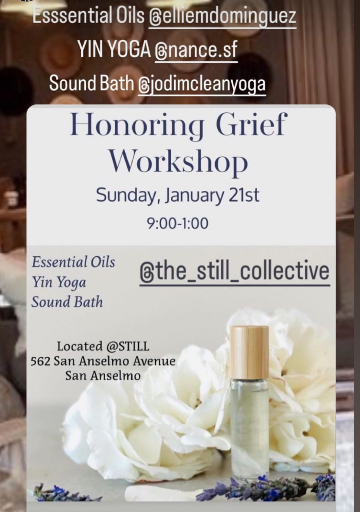 Esssential Oils @elliemdominguez
YIN YOGA @nance.sf
Sound Bath @jodimcleanyoga
Honoring Grief
Workshop
Sunday, January 21st
9:00-1:00
Essential Oils
Yin Yoga
Sound Bath
@the_still_collective
Located @STILL
562 San Anselmo Avenue
San Anselmo